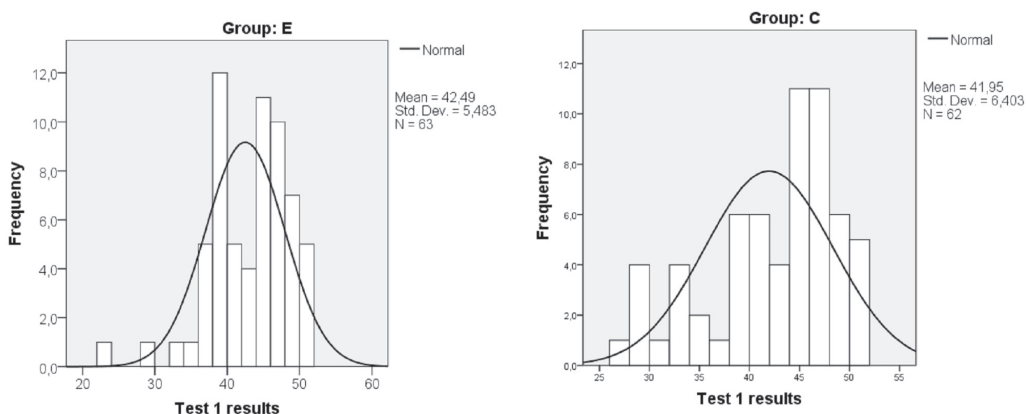 Group: E
Normal
Mean = 42,49
Std. Dev. = 5,483
N = 63
Frequency
12,0
10,0
8,0
6,0
4,0
2,0
0,0
20 30 40 50 60
Test 1 results
Group: C
Normal
Mean = 41,95
Std. Dev. = 6,403
N = 62
Frequency
12,0
10,0
8,0
6,0
4,0
2,0
0,0
25 30 35 40 45 50 55
Test 1 results